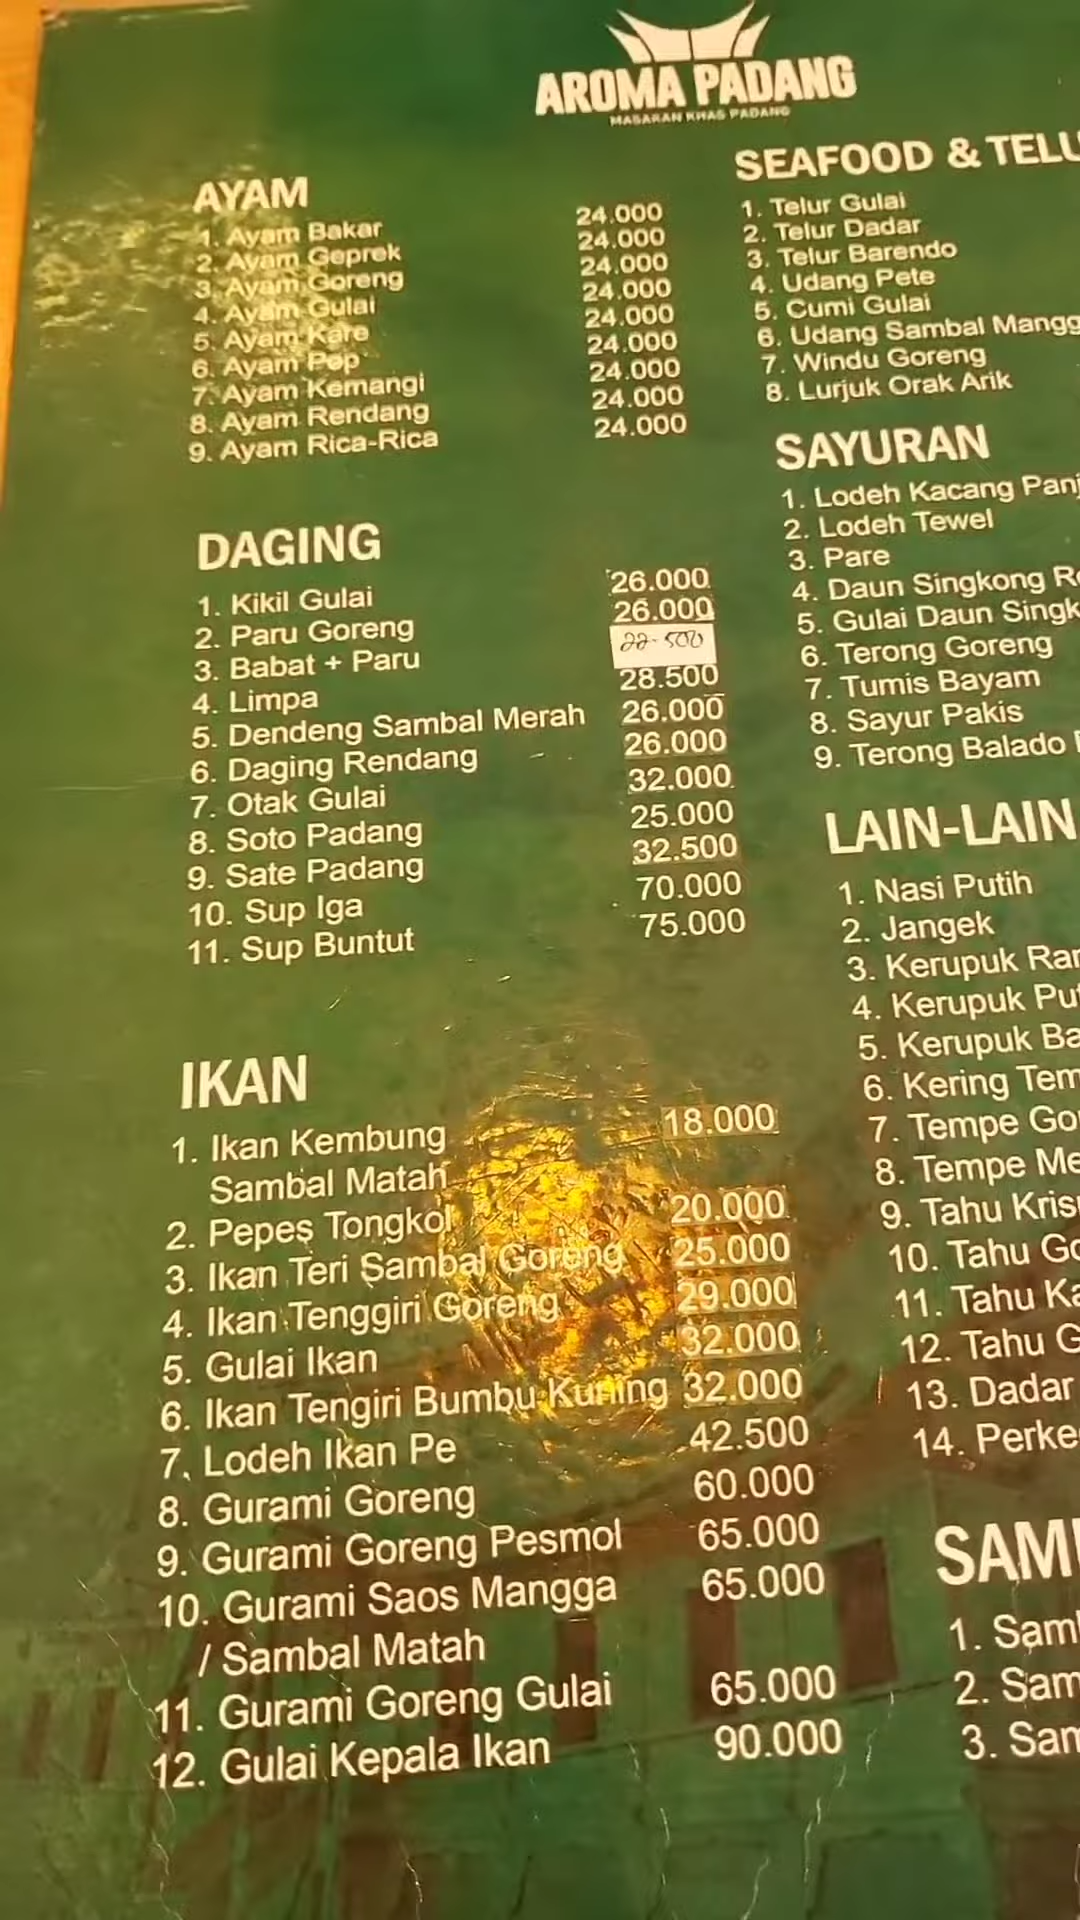 AROMA PADANG
MASAKAN KHAS PADANG
AYAM
1. Ayam Bakar 24.000
2. Ayam Geprek 24.000
3. Ayam Goreng 24.000
4. Ayam Gulai 24.000
5. Ayam Kare 24.000
6. Ayam Pop 24.000
7. Ayam Kemangi 24.000
8. Ayam Rendang 24.000
9. Ayam Rica-Rica 24.000
DAGING
1. Kikil Gulai 26.000
2. Paru Goreng 26.000
3. Babat + Paru 22.500
4. Limpa 28.500
5. Dendeng Sambal Merah 26.000
6. Daging Rendang 26.000
7. Otak Gulai 32.000
8. Soto Padang 25.000
9. Sate Padang 32.500
10. Sup Iga 70.000
11. Sup Buntut 75.000
IKAN
1. Ikan Kembung 18.000
Sambal Matah
2. Pepes Tongkol 20.000
3. Ikan Teri Sambal Goreng 25.000
4. Ikan Tenggiri Goreng 29.000
5. Gulai Ikan 32.000
6. Ikan Tengiri Bumbu Kuning 32.000
7. Lodeh Ikan Pe 42.500
8. Gurami Goreng 60.000
9. Gurami Goreng Pesmol 65.000
10. Gurami Saos Mangga 65.000
/ Sambal Matah
11. Gurami Goreng Gulai 65.000
12. Gulai Kepala Ikan 90.000
SEAFOOD & TELU
1. Telur Gulai
2. Telur Dadar
3. Telur Barendo
4. Udang Pete
5. Cumi Gulai
6. Udang Sambal Mangg
7. Windu Goreng
8. Lurjuk Orak Arik
SAYURAN
1. Lodeh Kacang Panj
2. Lodeh Tewel
3. Pare
4. Daun Singkong Re
5. Gulai Daun Singk
6. Terong Goreng
7. Tumis Bayam
8. Sayur Pakis
9. Terong Balado
LAIN-LAIN
1. Nasi Putih
2. Jangek
3. Kerupuk Ram
4. Kerupuk Put
5. Kerupuk Ba
6. Kering Tem
7. Tempe Go
8. Tempe Me
9. Tahu Kris
10. Tahu Go
11. Tahu Ka
12. Tahu G
13. Dadar
14. Perke
SAM
1. Sam
2. Sam
3. Sam